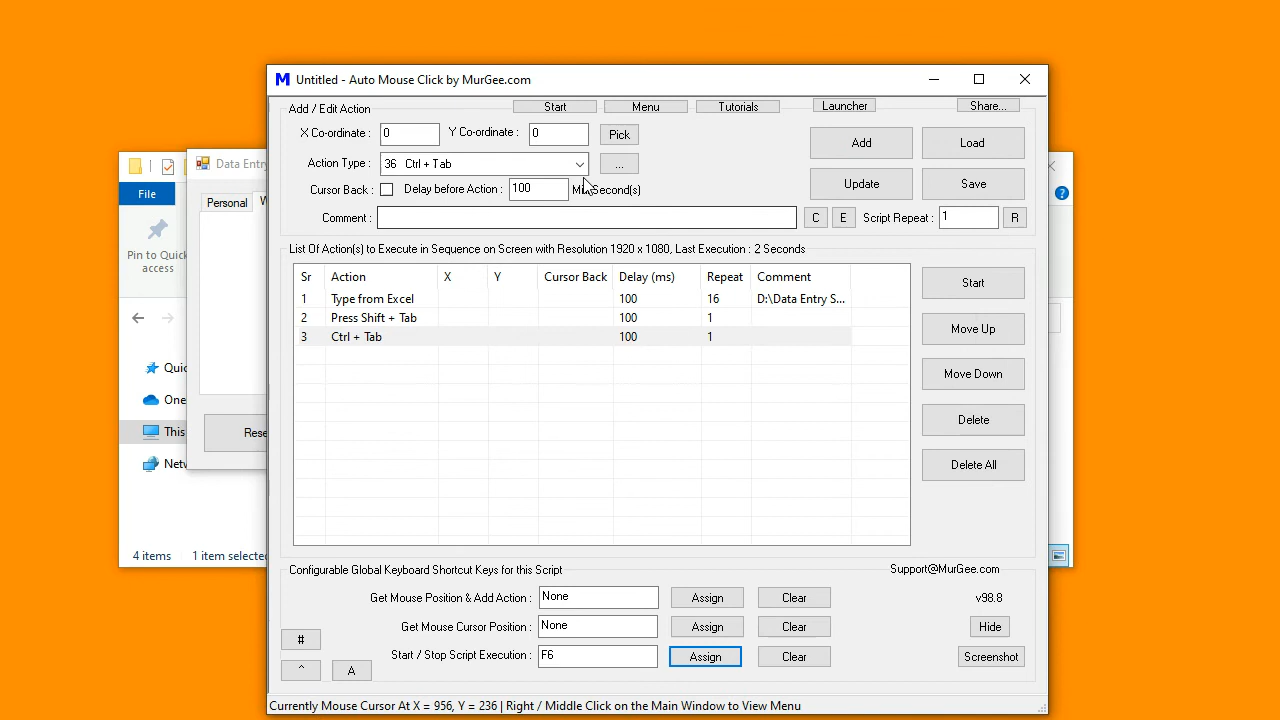 Untitled - Auto Mouse Click by MurGee.com
Add / Edit Action
Start
Menu
Tutorials
Launcher
Share...
X Co-ordinate :
0
Y Co-ordinate :
0
Pick
Add
Load
Action Type :
36 Ctrl + Tab
...
Cursor Back :
Delay before Action :
100
Update
Save
Comment :
C
E
Script Repeat :
1
R
List Of Action(s) to Execute in Sequence on Screen with Resolution 1920 x 1080, Last Execution : 2 Seconds
Sr Action X Y Cursor Back Delay (ms) Repeat Comment
1 Type from Excel 100 16 D:\Data Entry S...
2 Press Shift + Tab 100 1
3 Ctrl + Tab 100 1
Start
Move Up
Move Down
Delete
Delete All
Configurable Global Keyboard Shortcut Keys for this Script
Support@MurGee.com
Get Mouse Position & Add Action :
None
Assign
Clear
v98.8
Get Mouse Cursor Position :
None
Assign
Clear
Hide
#
Start / Stop Script Execution :
F6
Assign
Clear
Screenshot
^
A
Currently Mouse Cursor At X = 956, Y = 236 | Right / Middle Click on the Main Window to View Menu
Data Entry
File
Personal
Pin to Quick
access
This
4 items
1 item selected